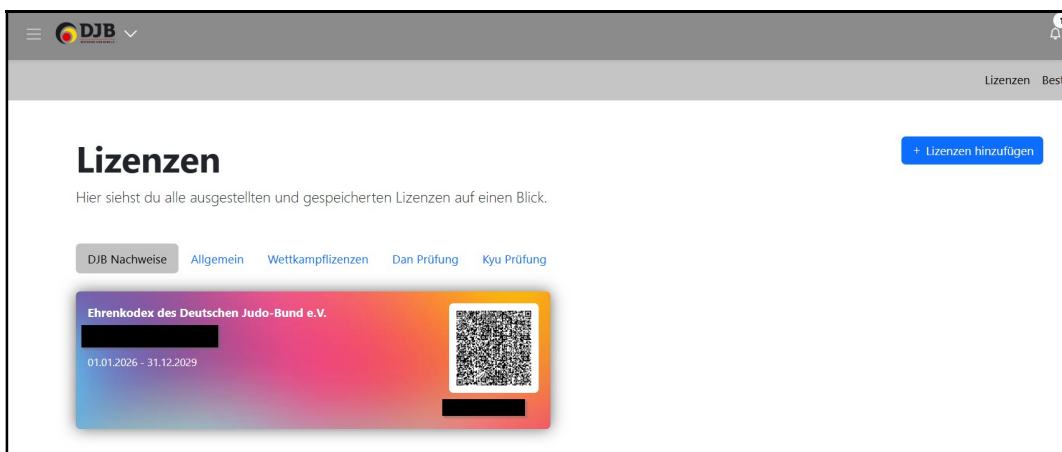 DJB
Lizenzen
Lizenzen
Hier siehst du alle ausgestellten und gespeicherten Lizenzen auf einen Blick.
+ Lizenzen hinzufügen
DJB Nachweise Allgemein Wettkampflizenzen Dan Prüfung Kyu Prüfung
Ehrenkodex des Deutschen Judo-Bund e.V.
01.01.2026 - 31.12.2029